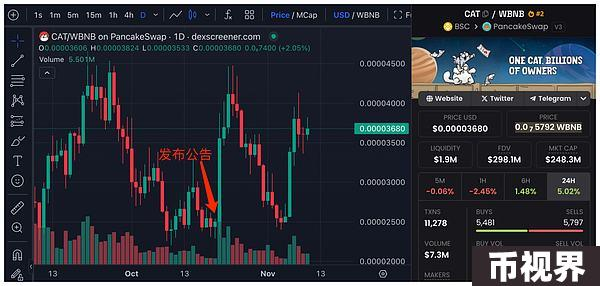 1s 1m 5m 15m 1h 4h D Price / MCap USD / WBNB Fu
CAT/WBNB on PancakeSwap · 1D · dexscreener.com
O0.00003606 H0.00003824 L0.00003533 C0.00003680 0.0₅7400 (+2.05%)
Volume 5.501M
发布公告
0.00004500
0.00003680
0.00003500
0.00003000
0.00002500
0.00002000
13 Oct 15 Nov 13
CAT / WBNB #2
BSC > PancakeSwap v3
ONE CAT. BILLIONS
OF OWNERS
Website Twitter Telegram
PRICE USD
$0.00003680
PRICE
0.0₇5792 WBNB
LIQUIDITY
$1.9M
FDV
$298.1M
MKT CAP
$248.3M
5M 1H 6H 24H
-0.06% -2.45% 1.48% 5.02%
TXNS
11,278
BUYS SELLS
5,481 5,797
VOLUME
$7.3M
BUY VOL SELL VOL
MAKERS
币视界